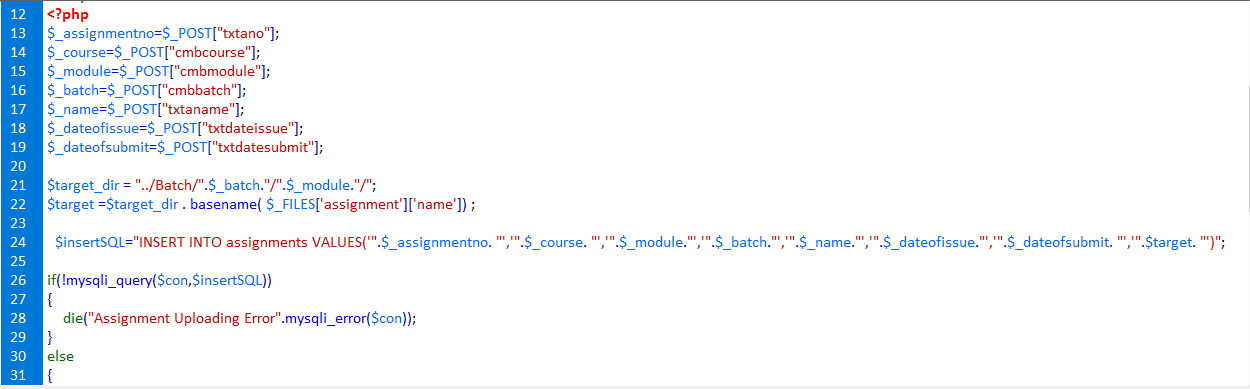 12 <?php
13 $_assignmentno=$_POST["txtano"];
14 $_course=$_POST["cmbcourse"];
15 $_module=$_POST["cmbmodule"];
16 $_batch=$_POST["cmbbatch"];
17 $_name=$_POST["txtaname"];
18 $_dateofissue=$_POST["txtdateissue"];
19 $_dateofsubmit=$_POST["txtdatesubmit"];
20
21 $target_dir = "../Batch/".$_batch."/".$_module."/";
22 $target =$target_dir . basename( $_FILES['assignment']['name']) ;
23
24 $insertSQL="INSERT INTO assignments VALUES('".$_assignmentno. "','".$_course. "','".$_module."','".$_batch."','".$_name."','".$_dateofissue."','".$_dateofsubmit. "','".$target. "')";
25
26 if(!mysqli_query($con,$insertSQL))
27 {
28 die("Assignment Uploading Error".mysqli_error($con));
29 }
30 else
31 {